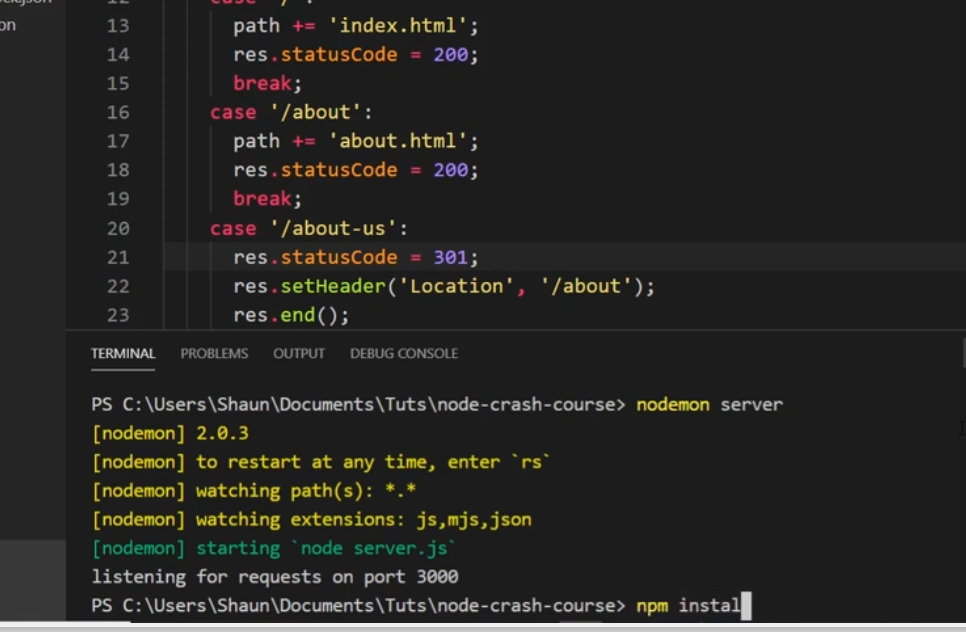 on
13 path += 'index.html';
14 res.statusCode = 200;
15 break;
16 case '/about':
17 path += 'about.html';
18 res.statusCode = 200;
19 break;
20 case '/about-us':
21 res.statusCode = 301;
22 res.setHeader('Location', '/about');
23 res.end();
TERMINAL PROBLEMS OUTPUT DEBUG CONSOLE
PS C:\Users\Shaun\Documents\Tuts\node-crash-course> nodemon server
[nodemon] 2.0.3
[nodemon] to restart at any time, enter `rs`
[nodemon] watching path(s): *.*
[nodemon] watching extensions: js,mjs,json
[nodemon] starting `node server.js`
listening for requests on port 3000
PS C:\Users\Shaun\Documents\Tuts\node-crash-course> npm instal